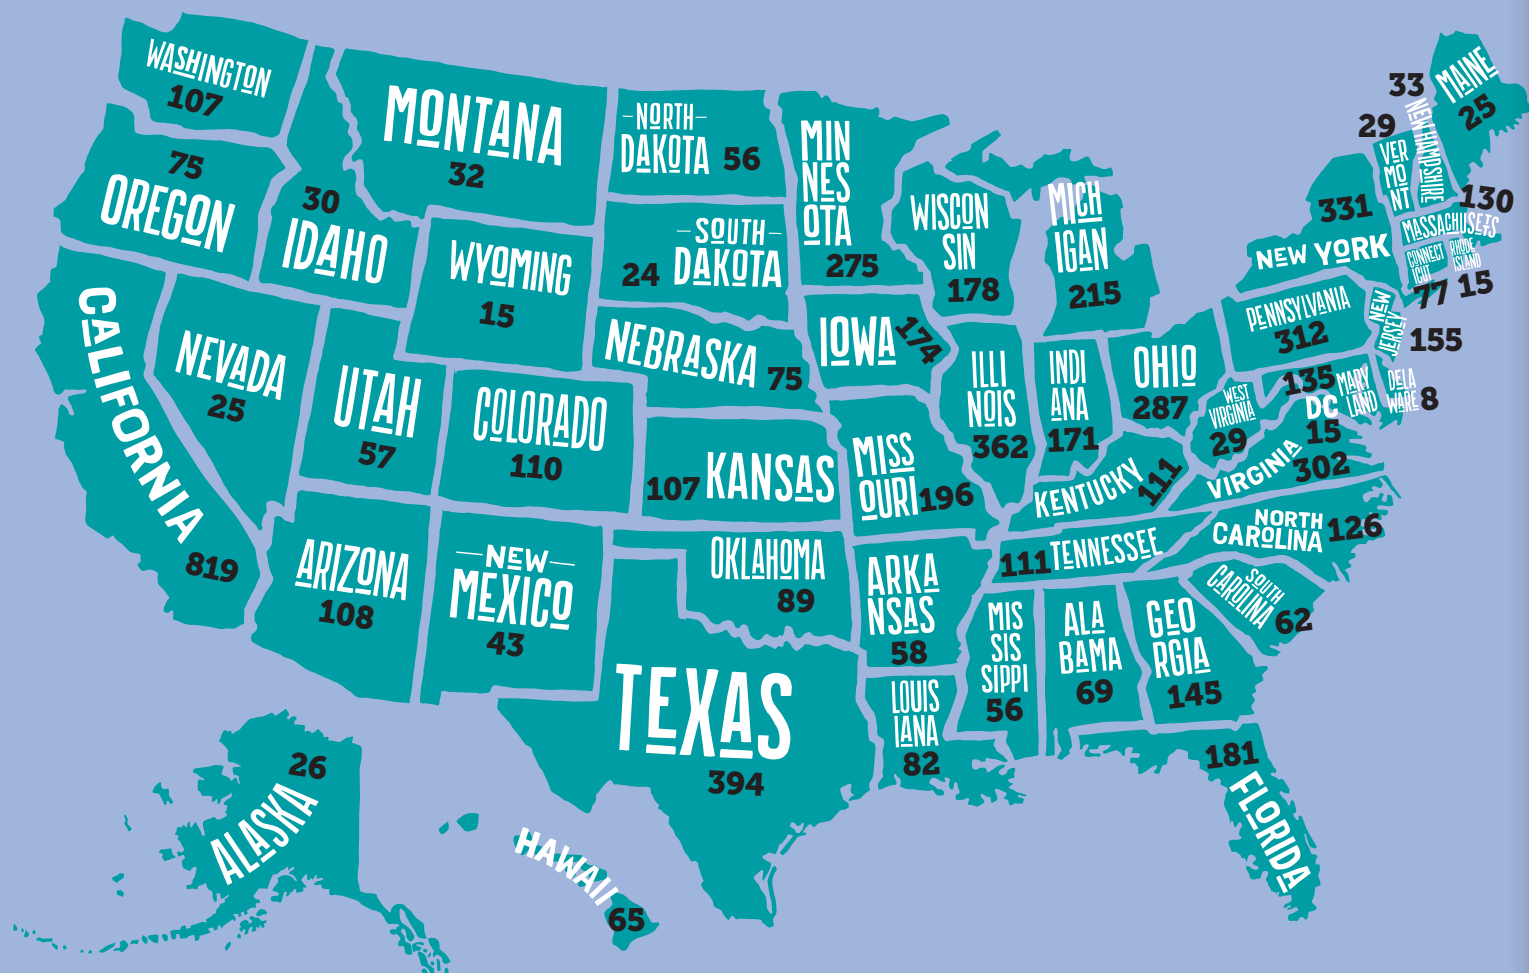 WASHINGTON
107
75
OREGON
30
IDAHO
MONTANA
32
–NORTH–
DAKOTA 56
–SOUTH–
24 DAKOTA
WYOMING
15
CALIFORNIA
819
NEVADA
25
UTAH
57
COLORADO
110
NEBRASKA 75
107 KANSAS
ARIZONA
108
–NEW–
MEXICO
43
OKLAHOMA
89
TEXAS
394
MIN
NES
OTA
275
IOWA 174
WISCON
SIN
178
MICH
IGAN
215
ILLI
NOIS
362
INDI
ANA
171
OHIO
287
MISS
OURI 196
ARKA
NSAS
58
LOUIS
IANA
82
MIS
SIS
SIPPI
56
ALA
BAMA
69
GEO
RGIA
145
181
FLORIDA
SOUTH
CAROLINA 62
NORTH
CAROLINA 126
111 TENNESSEE
KENTUCKY 111
WEST
VIRGINIA
29
VIRGINIA
302
135 MARY
LAND
DC
15
DELA
WARE 8
PENNSYLVANIA
312
NEW
JERSEY 155
331
NEW YORK
CONNECT
ICUT
77
RHODE
ISLAND
15
130
MASSACHUSETS
TS
29
VER
MO
NT
33
NEW HAMPSHIRE
MAINE
25
26
ALASKA
HAWAII
65